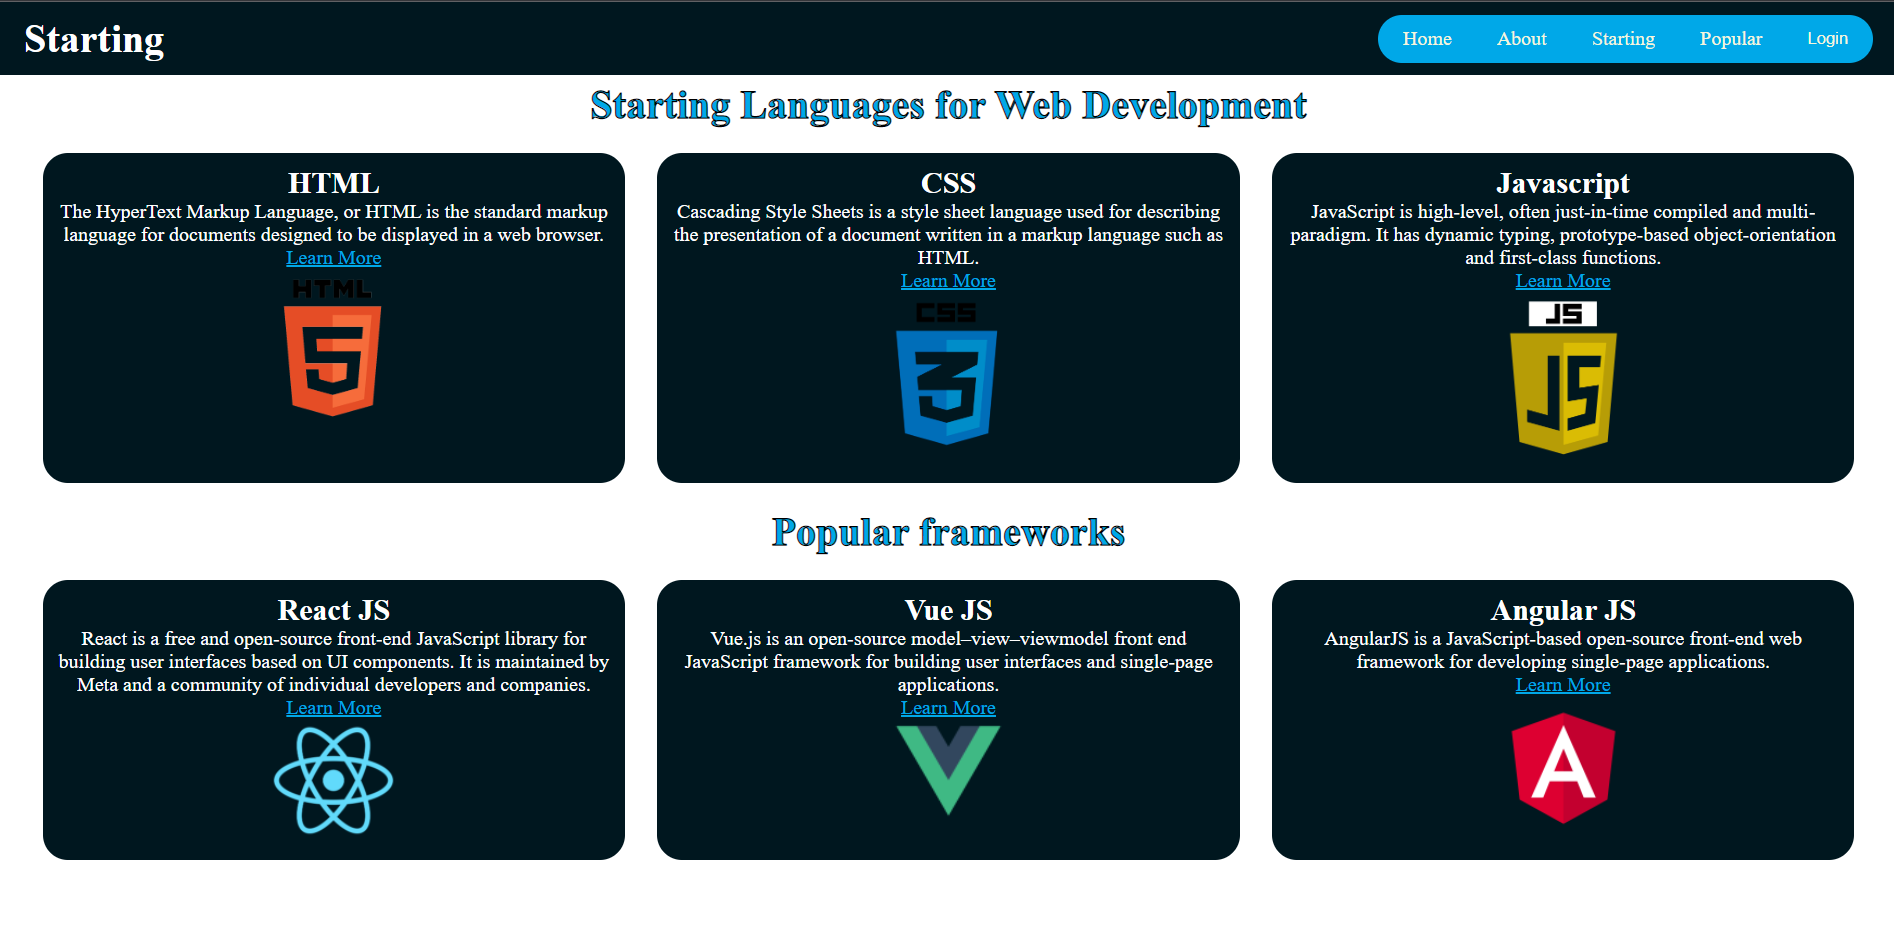 Starting
Home About Starting Popular Login
Starting Languages for Web Development
HTML
The HyperText Markup Language, or HTML is the standard markup
language for documents designed to be displayed in a web browser.
Learn More
HTML
5
CSS
Cascading Style Sheets is a style sheet language used for describing
the presentation of a document written in a markup language such as
HTML.
Learn More
CSS
3
Javascript
JavaScript is high-level, often just-in-time compiled and multi-
paradigm. It has dynamic typing, prototype-based object-orientation
and first-class functions.
Learn More
JS
JS
Popular frameworks
React JS
React is a free and open-source front-end JavaScript library for
building user interfaces based on UI components. It is maintained by
Meta and a community of individual developers and companies.
Learn More
Vue JS
Vue.js is an open-source model–view–viewmodel front end
JavaScript framework for building user interfaces and single-page
applications.
Learn More
Angular JS
AngularJS is a JavaScript-based open-source front-end web
framework for developing single-page applications.
Learn More
A